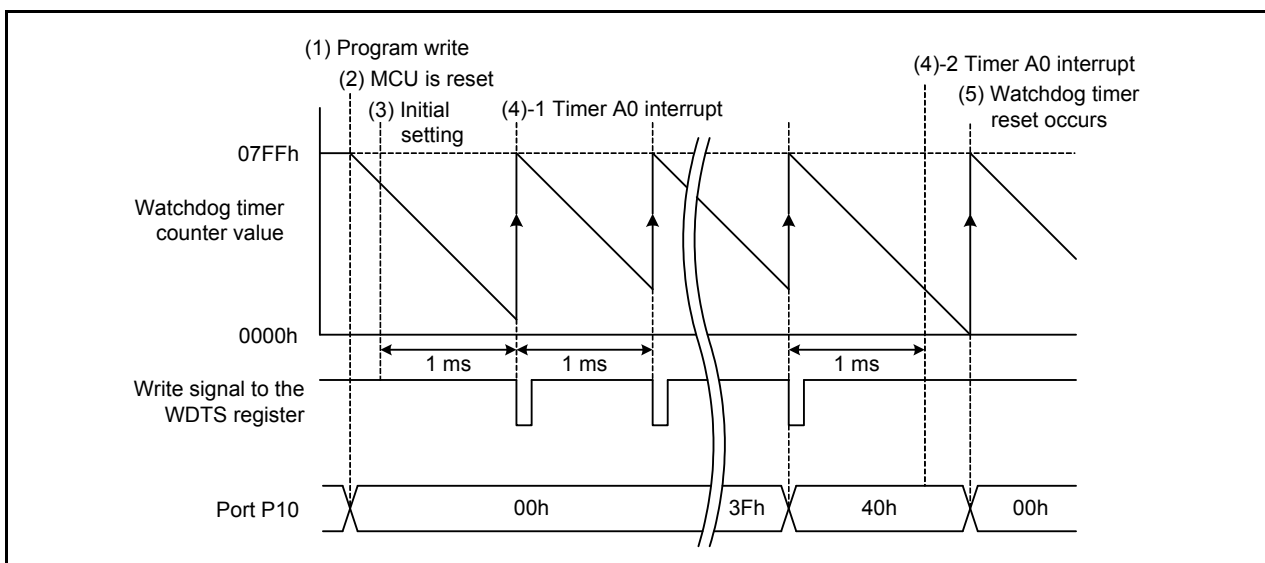 (1) Program write
(2) MCU is reset
(3) Initial
setting
(4)-1 Timer A0 interrupt
(4)-2 Timer A0 interrupt
(5) Watchdog timer
reset occurs
07FFh
Watchdog timer
counter value
0000h
1 ms
1 ms
1 ms
Write signal to the
WDTS register
Port P10
00h
3Fh
40h
00h